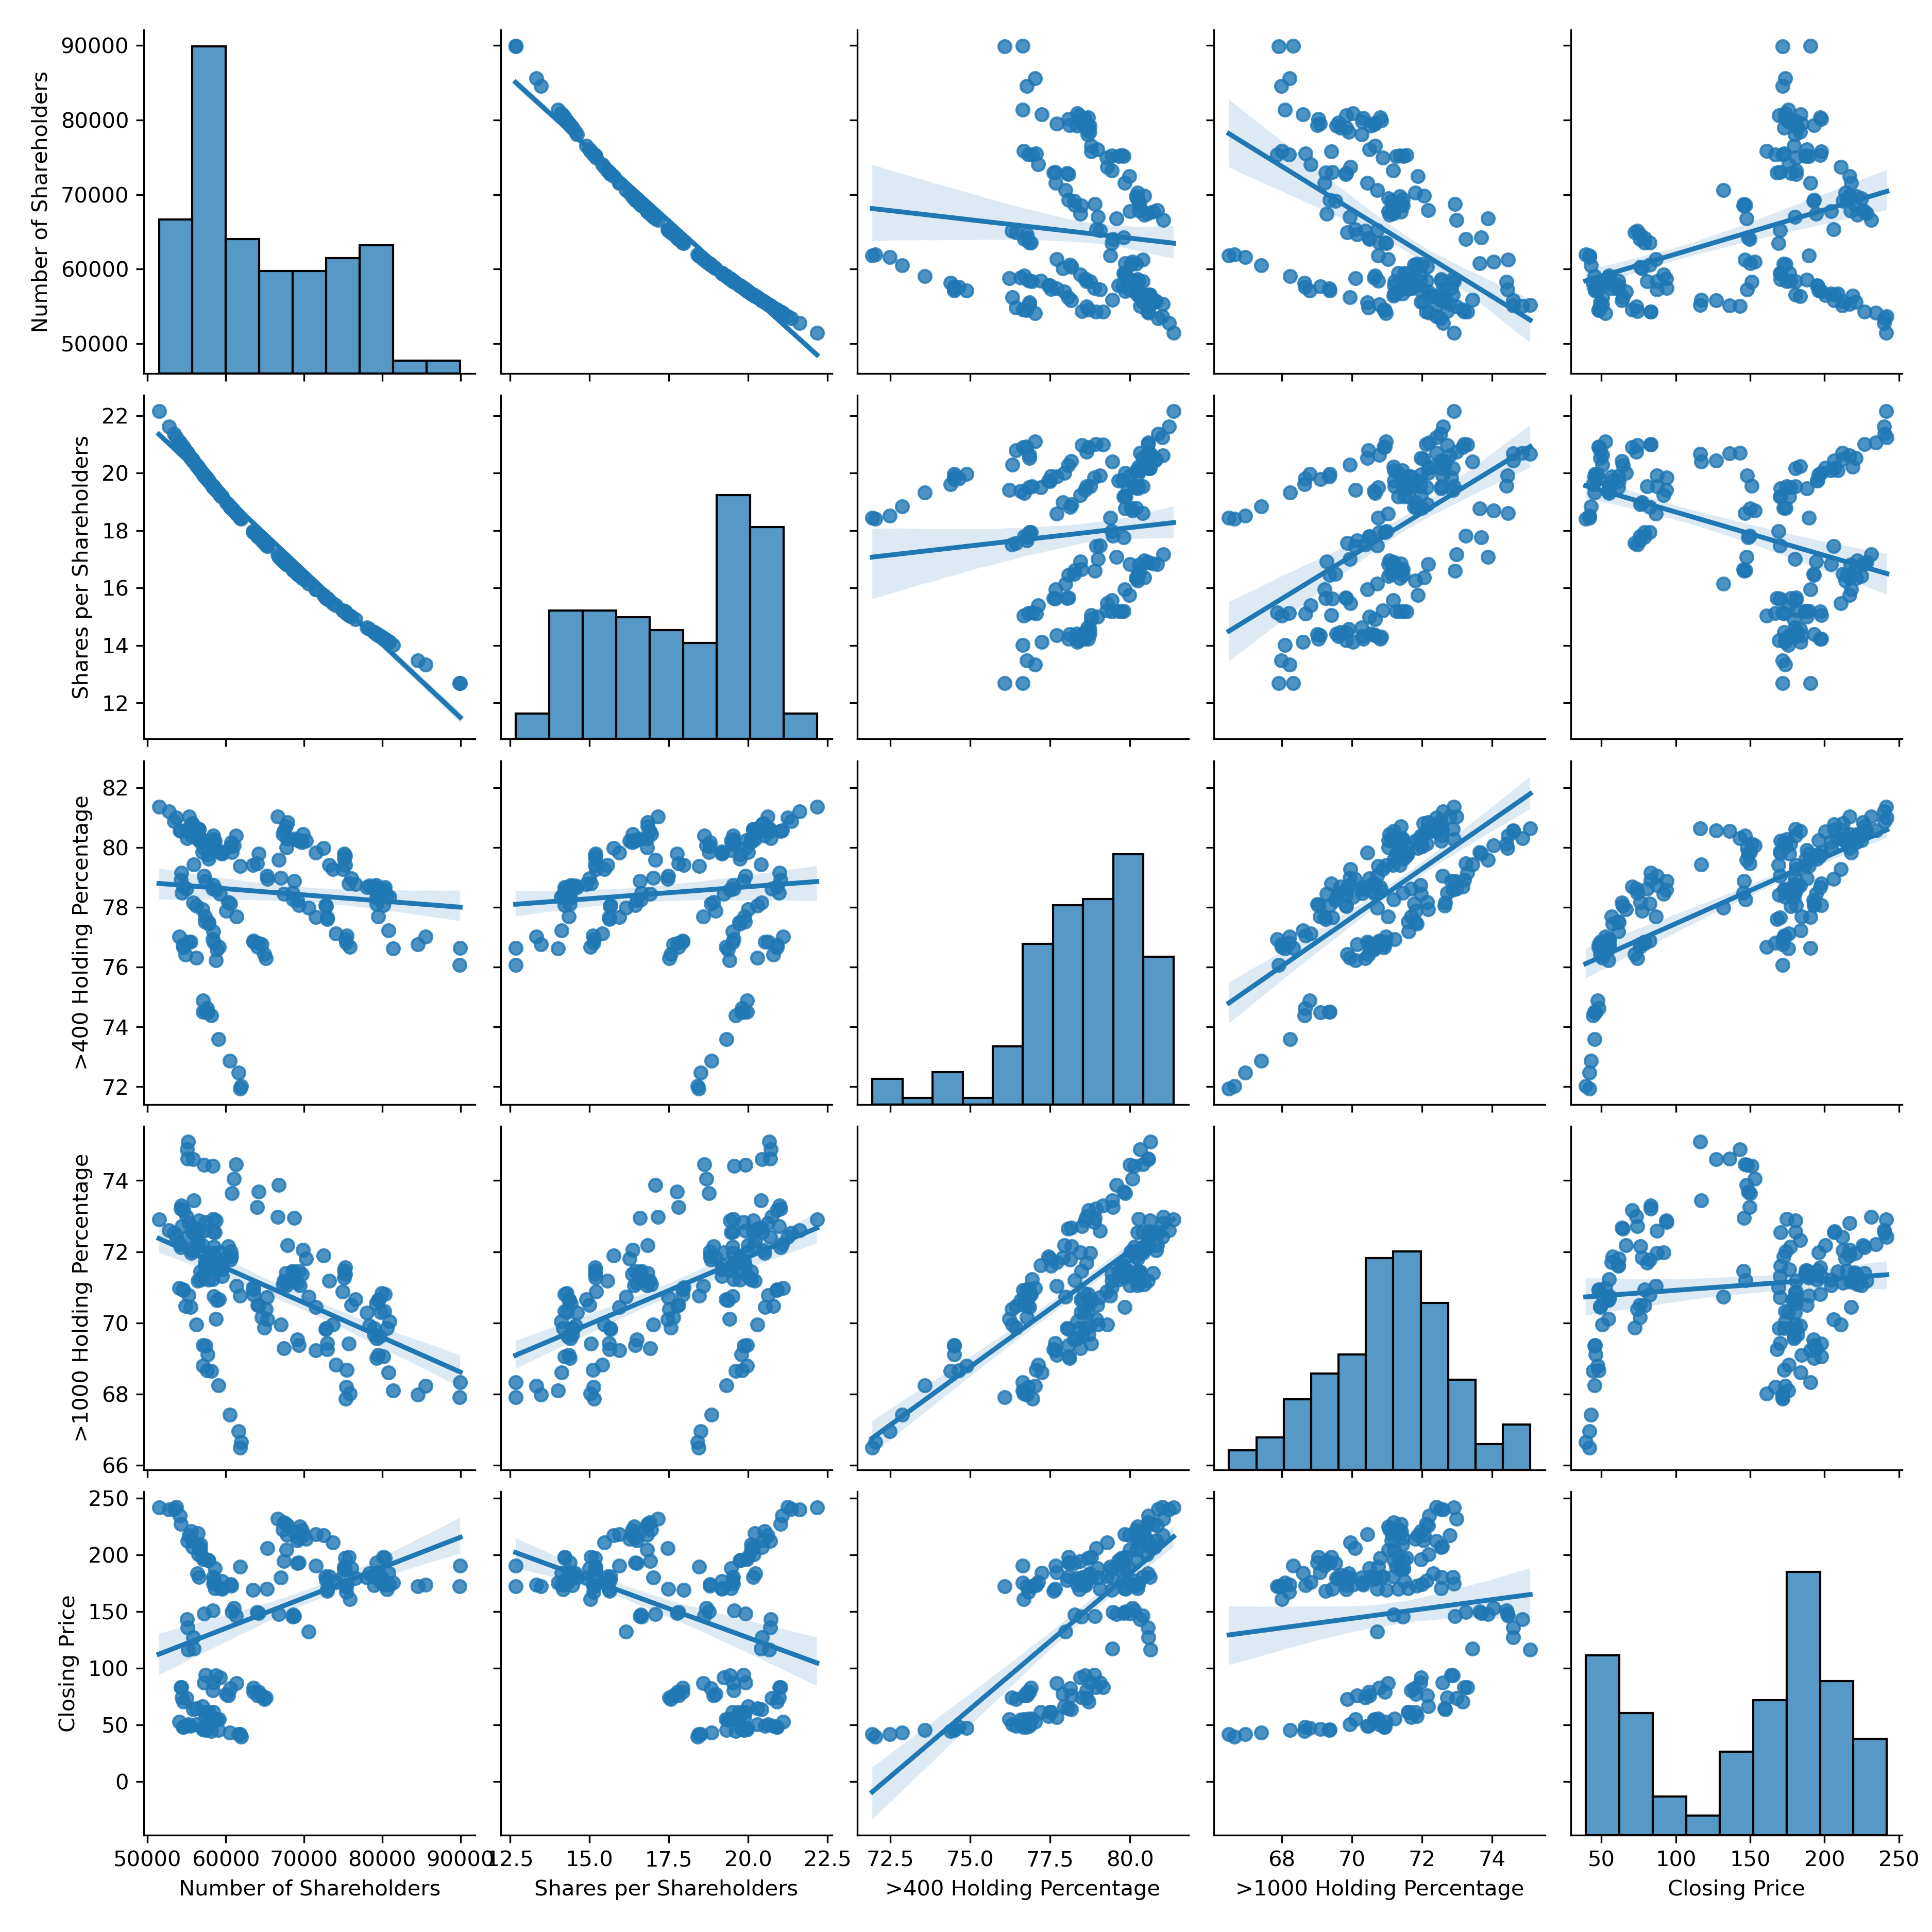 90000
80000
70000
60000
50000
Number of Shareholders
22
20
18
16
14
12
Shares per Shareholders
82
80
78
76
74
72
>400 Holding Percentage
74
72
70
68
66
>1000 Holding Percentage
250
200
150
100
50
0
Closing Price
50000 60000 70000 80000 90000
Number of Shareholders
12.5 15.0 17.5 20.0 22.5
Shares per Shareholders
72.5 75.0 77.5 80.0
>400 Holding Percentage
68 70 72 74
>1000 Holding Percentage
50 100 150 200 250
Closing Price